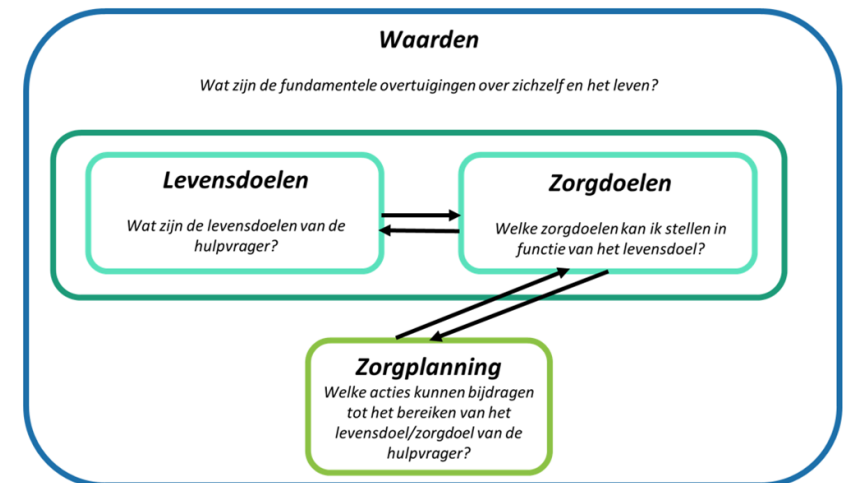 Waarden
Wat zijn de fundamentele overtuigingen over zichzelf en het leven?
Levensdoelen
Wat zijn de levensdoelen van de
hulpvrager?
Zorgdoelen
Welke zorgdoelen kan ik stellen in
functie van het levensdoel?
Zorgplanning
Welke acties kunnen bijdragen
tot het bereiken van het
levensdoel/zorgdoel van de
hulpvrager?